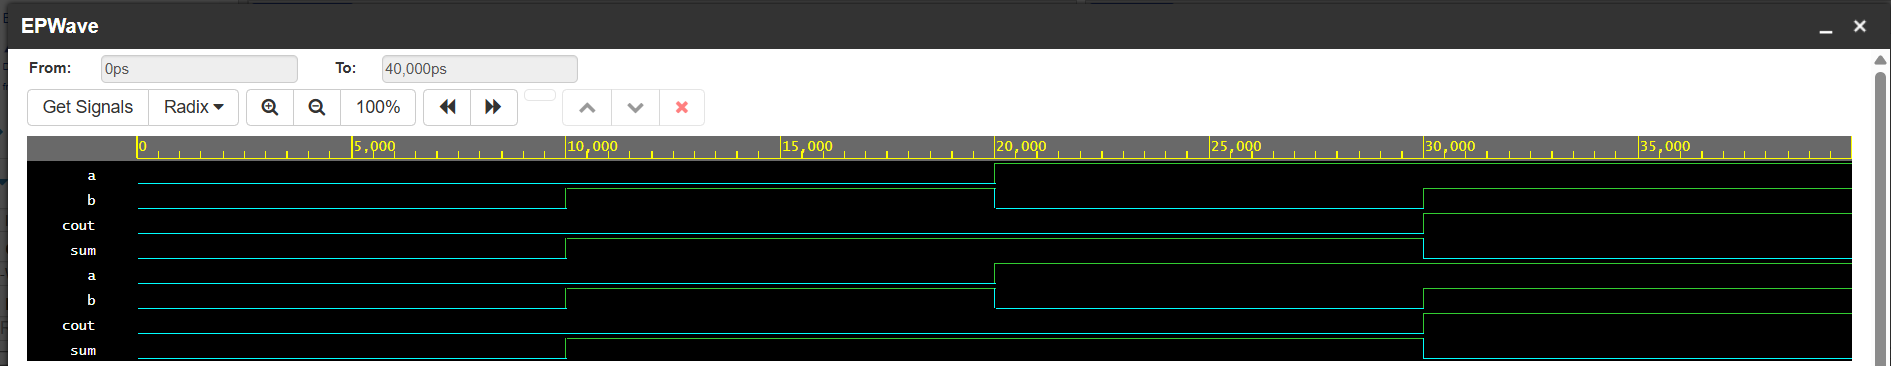 EPWave
From: 0ps To: 40,000ps
Get Signals Radix 100%
0 5,000 10,000 15,000 20,000 25,000 30,000 35,000
a
b
cout
sum
a
b
cout
sum